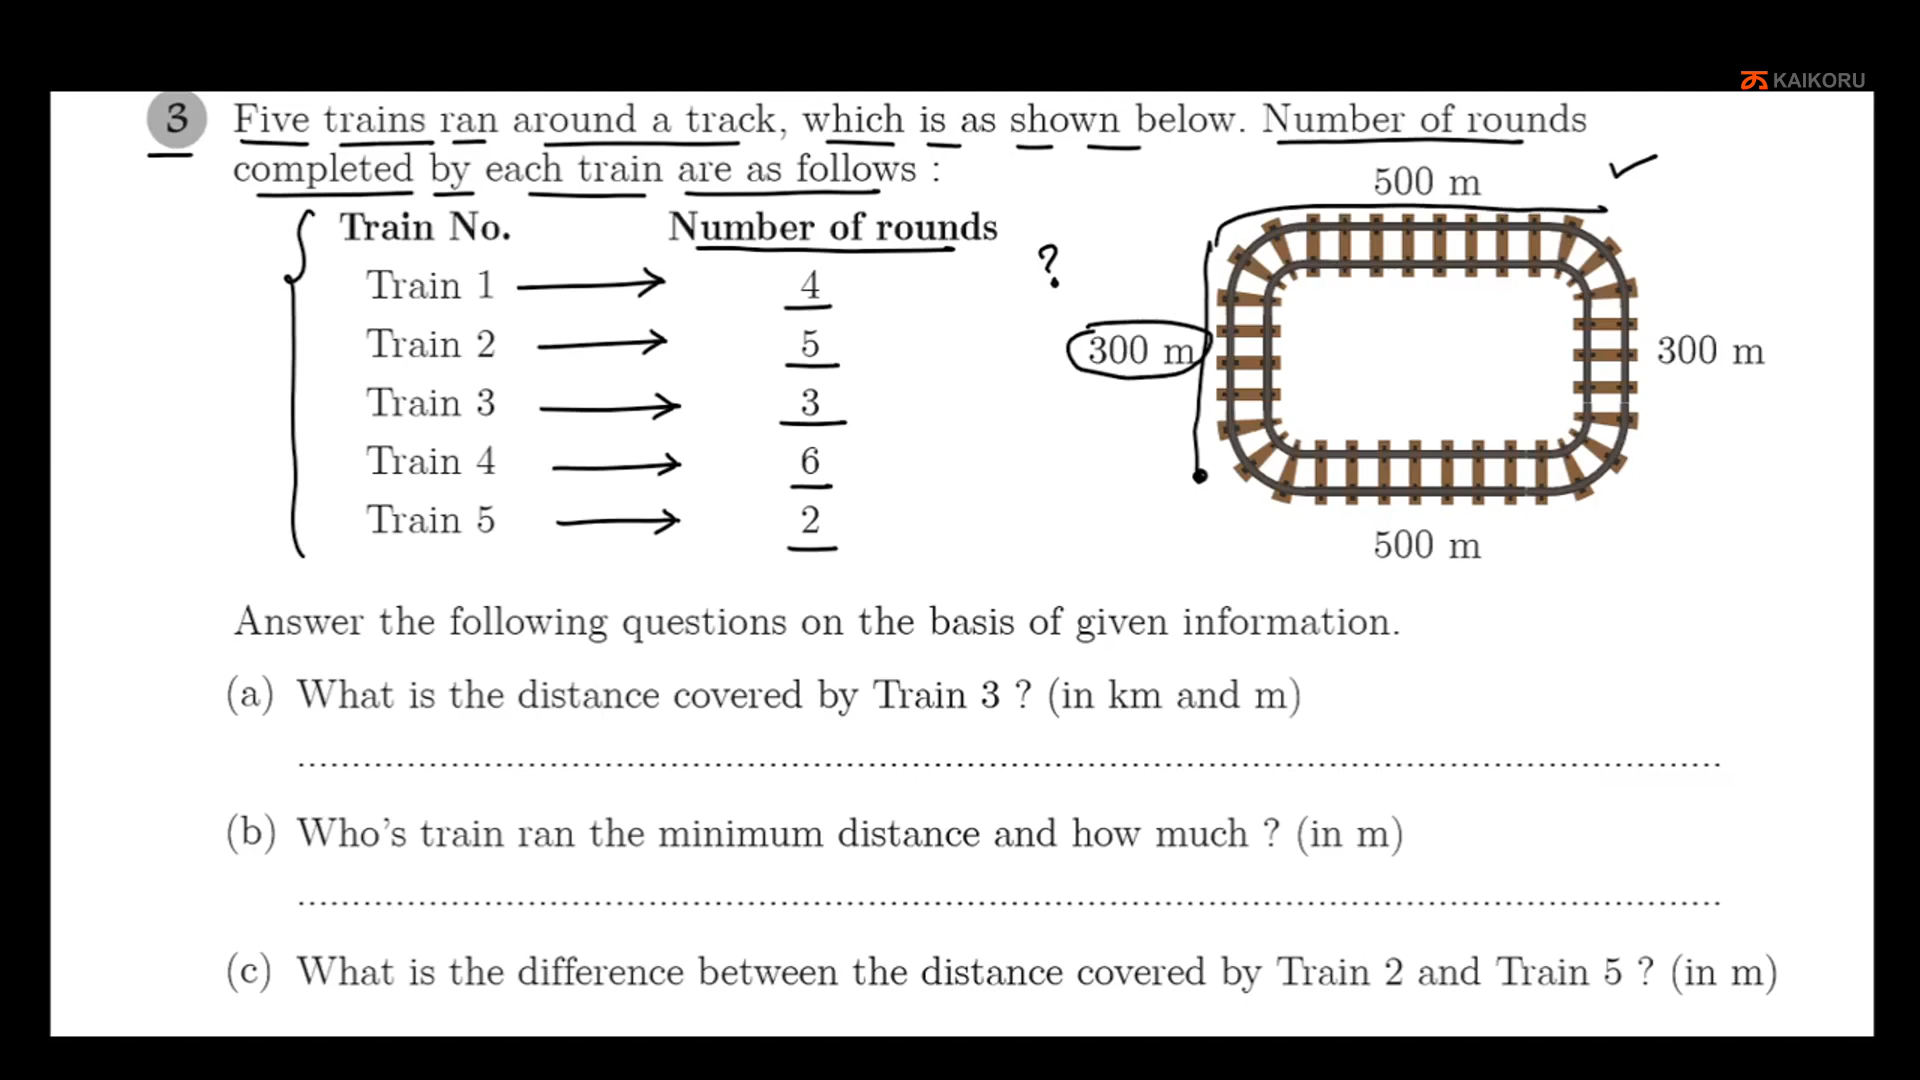 KAIKORU
3 Five trains ran around a track, which is as shown below. Number of rounds
completed by each train are as follows :
500 m
Train No. Number of rounds
?
Train 1 4
Train 2 5
300 m 300 m
Train 3 3
Train 4 6
Train 5 2
500 m
Answer the following questions on the basis of given information.
(a) What is the distance covered by Train 3 ? (in km and m)
(b) Who's train ran the minimum distance and how much ? (in m)
(c) What is the difference between the distance covered by Train 2 and Train 5 ? (in m)